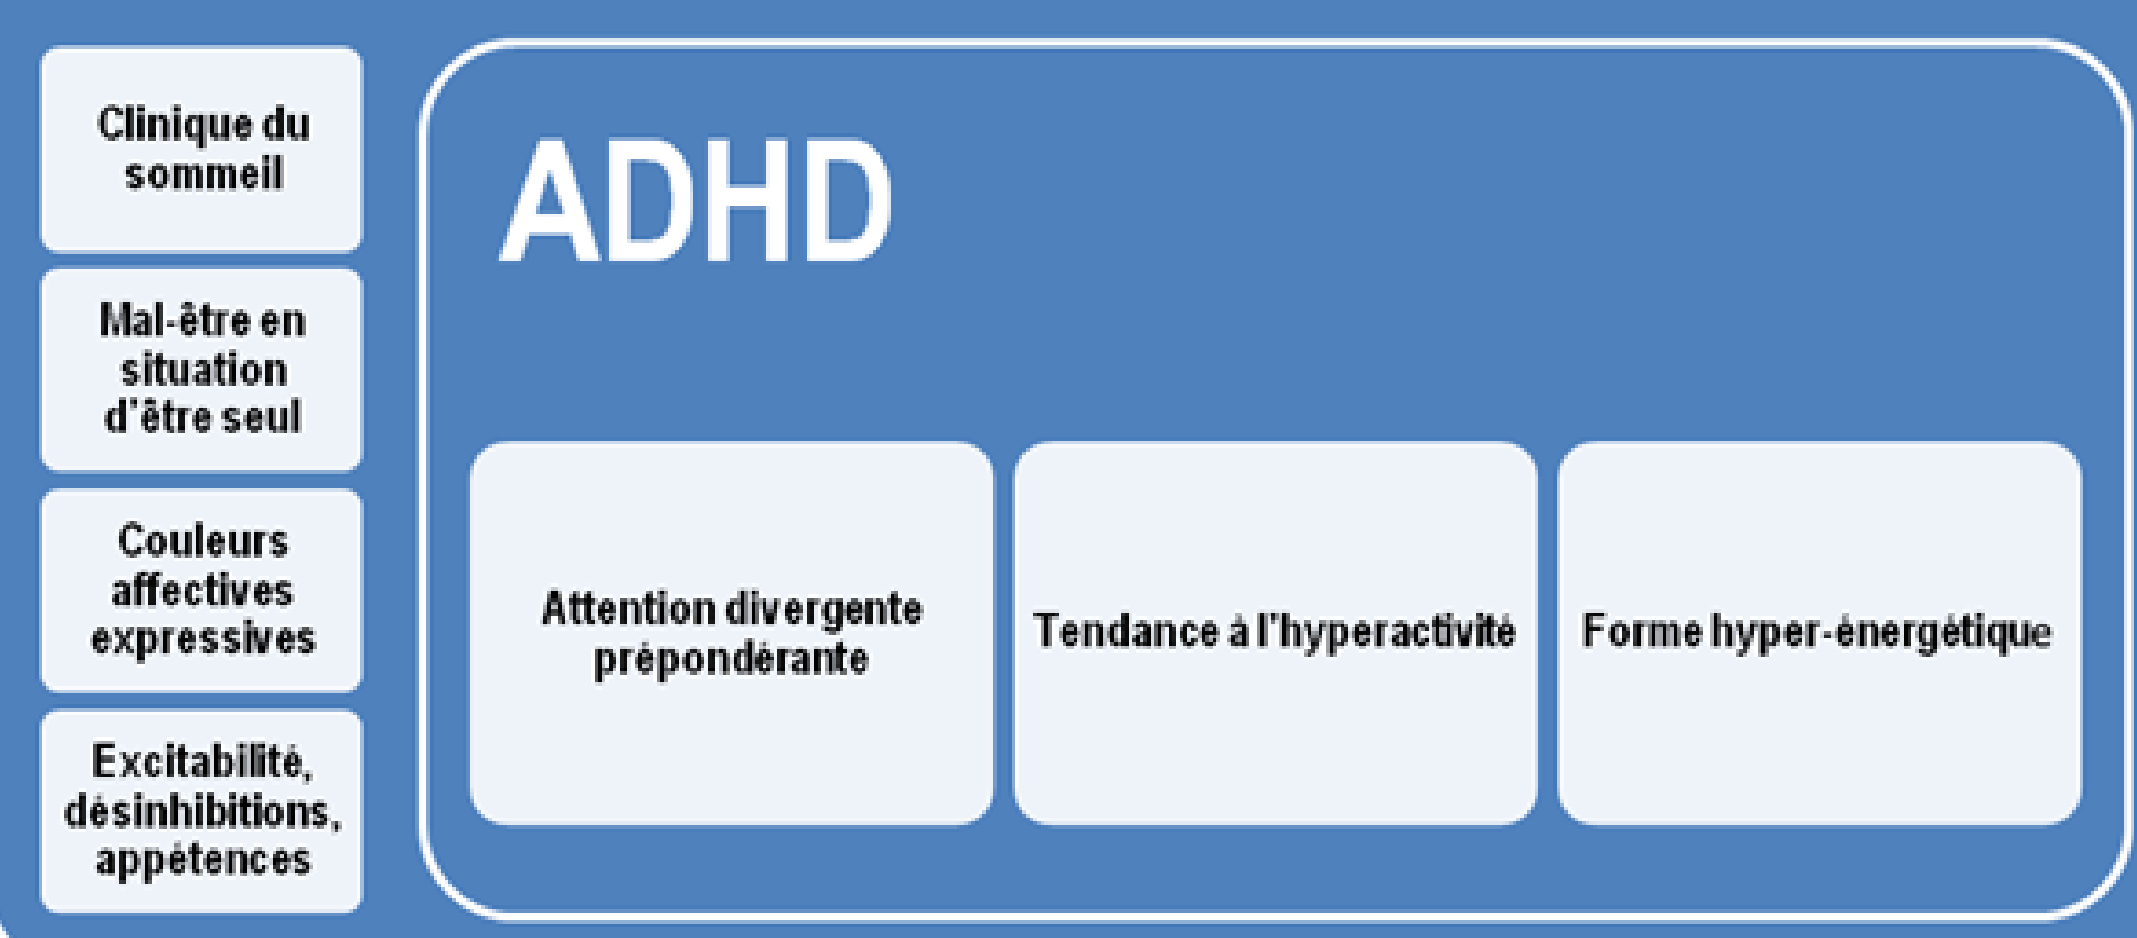 Clinique du
sommeil
Mal-être en
situation
d'être seul
Couleurs
affectives
expressives
Excitabilité,
désinhibitions,
appétences
ADHD
Attention divergente
prépondérante
Tendance à l'hyperactivité
Forme hyper-énergétique